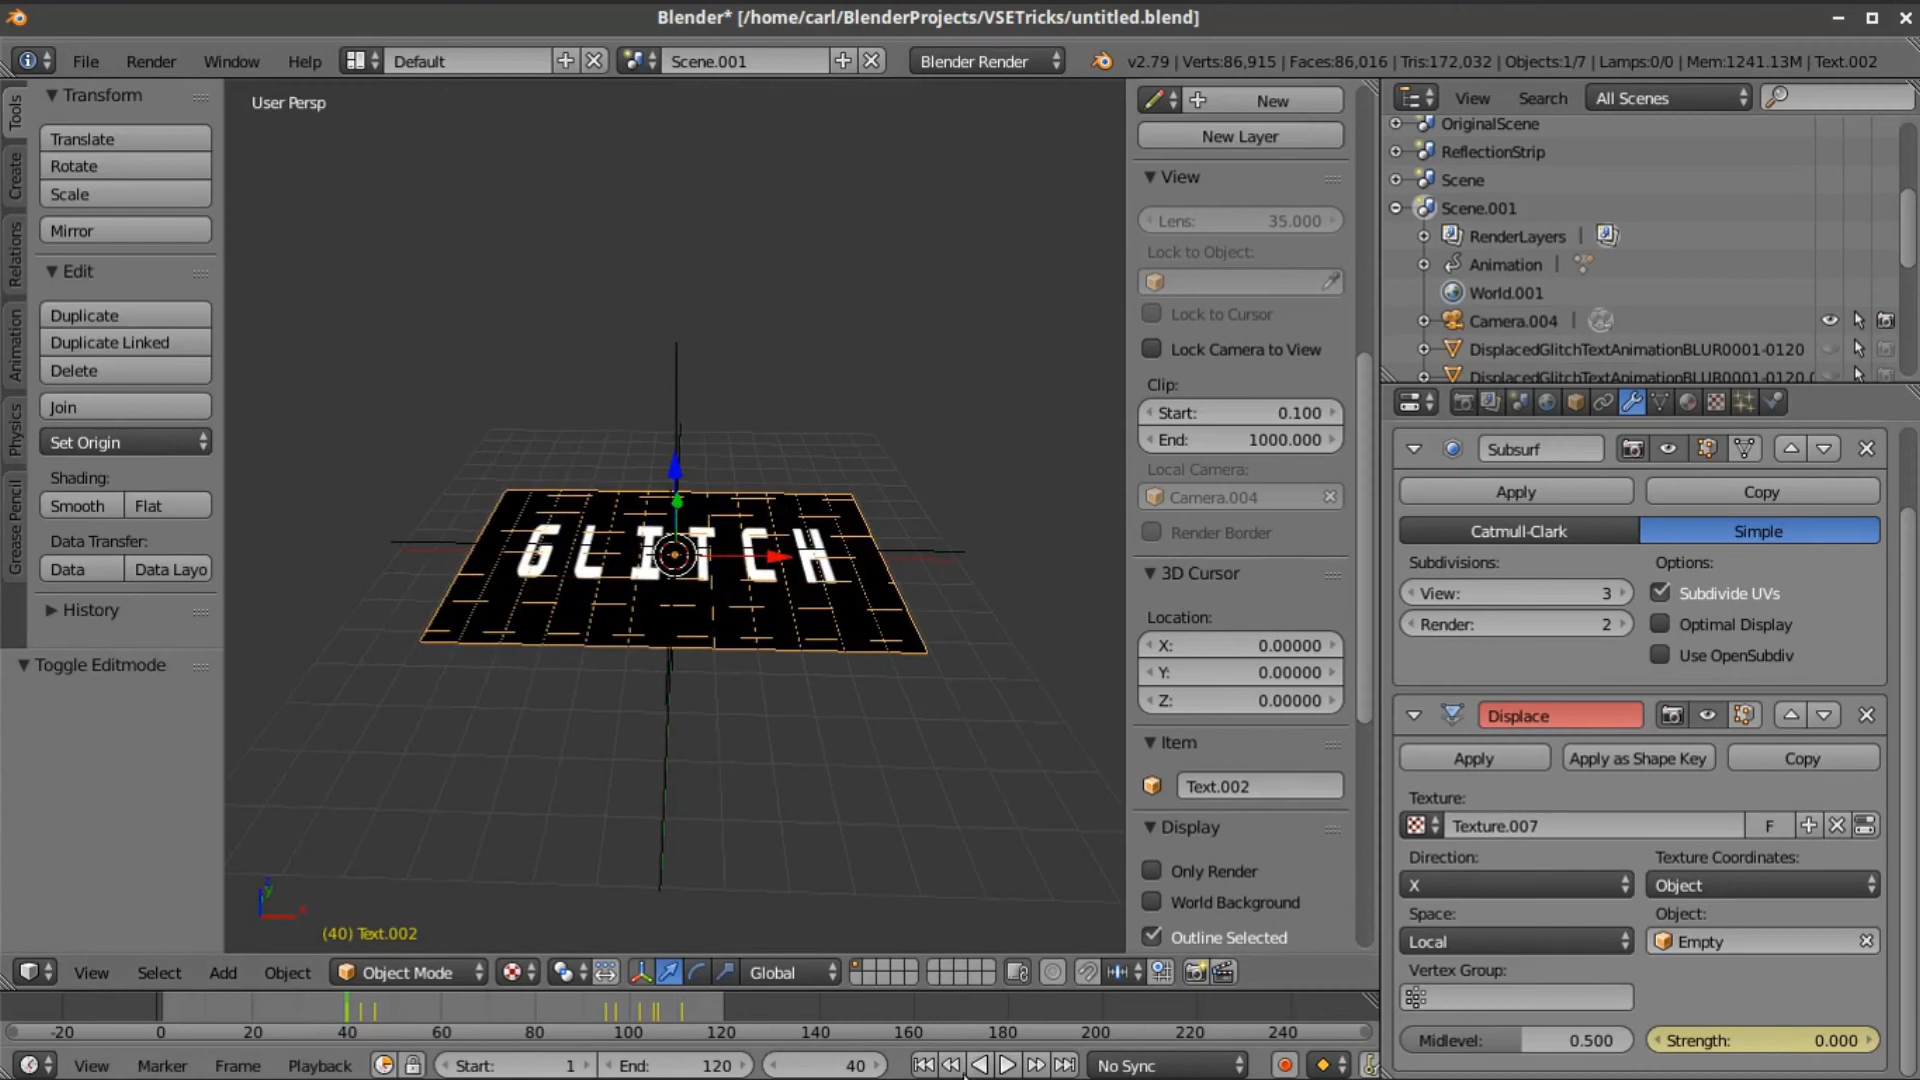 Blender* [/home/carl/BlenderProjects/VSETricks/untitled.blend]
File Render Window Help Default Scene.001 Blender Render v2.79 | Verts:86,915 | Faces:86,016 | Tris:172,032 | Objects:1/7 | Lamps:0/0 | Mem:1241.13M | Text.002
Tools
Create
Relations
Animation
Physics
Grease Pencil
Transform
Translate
Rotate
Scale
Mirror
Edit
Duplicate
Duplicate Linked
Delete
Join
Set Origin
Shading:
Smooth Flat
Data Transfer:
Data Data Layo
History
Toggle Editmode
User Persp
GLITCH
y
x
(40) Text.002
New
New Layer
View
Lens: 35.000
Lock to Object:
Lock to Cursor
Lock Camera to View
Clip:
Start: 0.100
End: 1000.000
Local Camera:
Camera.004
Render Border
3D Cursor
Location:
X: 0.00000
Y: 0.00000
Z: 0.00000
Item
Text.002
Display
Only Render
World Background
Outline Selected
View Search All Scenes
OriginalScene
ReflectionStrip
Scene
Scene.001
RenderLayers |
Animation |
World.001
Camera.004 |
DisplacedGlitchTextAnimationBLUR0001-0120
DisplacedGlitchTextAnimationBLUR0001-0120.
Subsurf
Apply Copy
Catmull-Clark Simple
Subdivisions: Options:
View: 3 Subdivide UVs
Render: 2 Optimal Display
Use OpenSubdiv
Displace
Apply Apply as Shape Key Copy
Texture:
Texture.007 F
Direction: Texture Coordinates:
X Object
Space: Object:
Local Empty
Vertex Group:
Midlevel: 0.500 Strength: 0.000
View Select Add Object Object Mode Global
-20 0 20 40 60 80 100 120 140 160 180 200 220 240
View Marker Frame Playback Start: 1 End: 120 40 No Sync